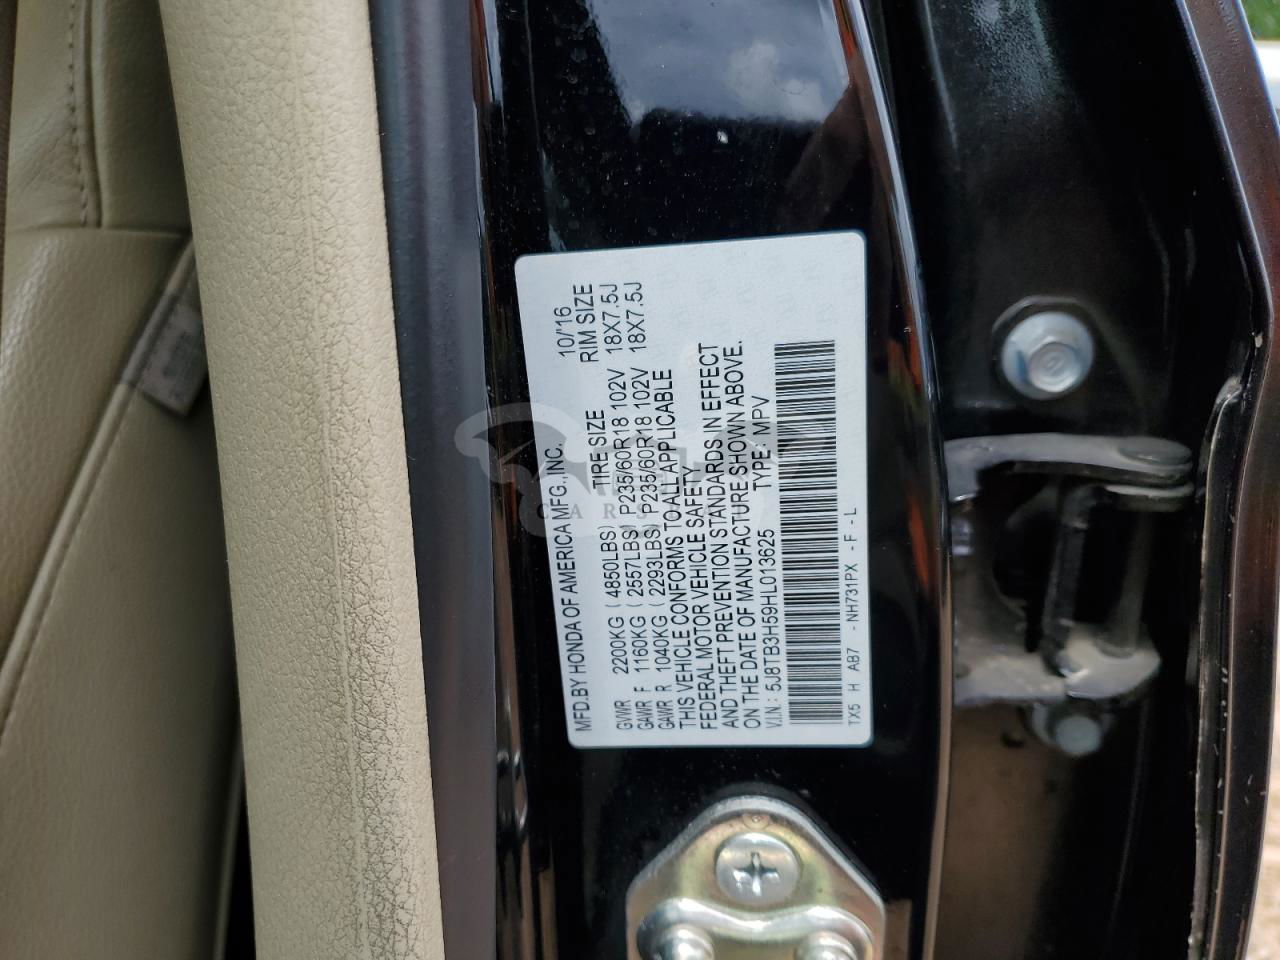 MFD.BY HONDA OF AMERICA MFG.,INC. 10/'16
TIRE SIZE RIM SIZE
GVWR 2200KG ( 4850LBS) P235/60R18 102V 18X7.5J
GAWR F 1160KG ( 2557LBS) P235/60R18 102V 18X7.5J
GAWR R 1040KG ( 2293LBS)
THIS VEHICLE CONFORMS TO ALL APPLICABLE
FEDERAL MOTOR VEHICLE SAFETY
AND THEFT PREVENTION STANDARDS IN EFFECT
ON THE DATE OF MANUFACTURE SHOWN ABOVE.
V.I.N.: 5J8TB3H59HL013625 TYPE: MPV
TX5 H AB7 - NH731PX - F - L